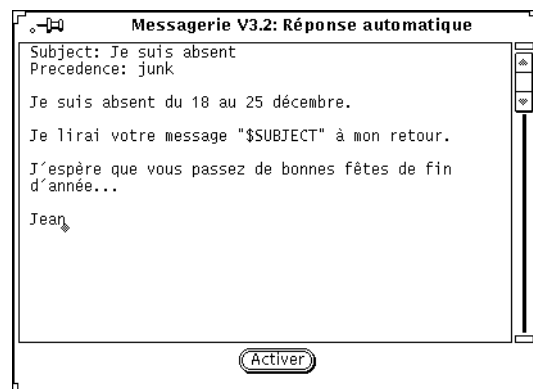 Messagerie V3.2: Réponse automatique
Subject: Je suis absent
Precedence: junk
Je suis absent du 18 au 25 décembre.
Je lirai votre message "$SUBJECT" à mon retour.
J´espère que vous passez de bonnes fêtes de fin
d´année...
Jean
Activer